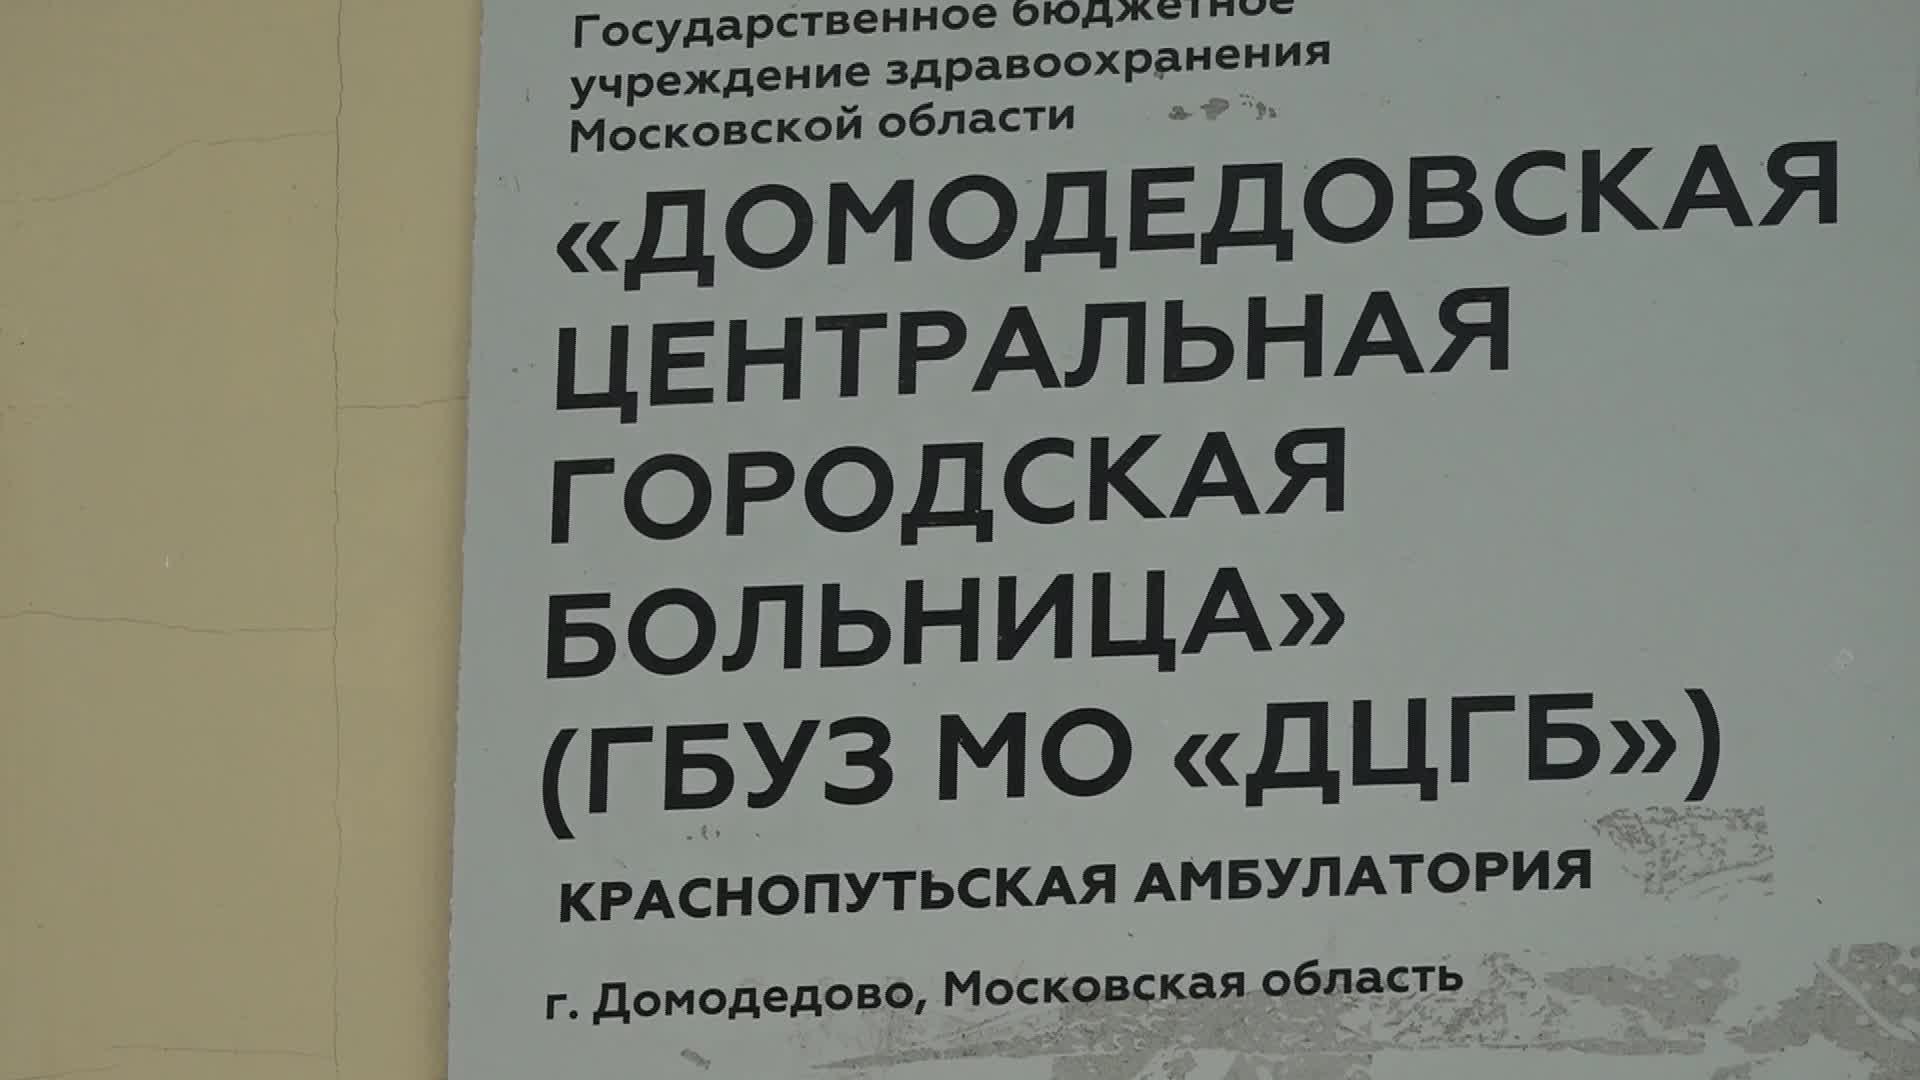 Государственное бюджетное
учреждение здравоохранения
Московской области
«ДОМОДЕДОВСКАЯ
ЦЕНТРАЛЬНАЯ
ГОРОДСКАЯ
БОЛЬНИЦА»
(ГБУЗ МО «ДЦГБ»)
КРАСНОПУТЬСКАЯ АМБУЛАТОРИЯ
г. Домодедово, Московская область